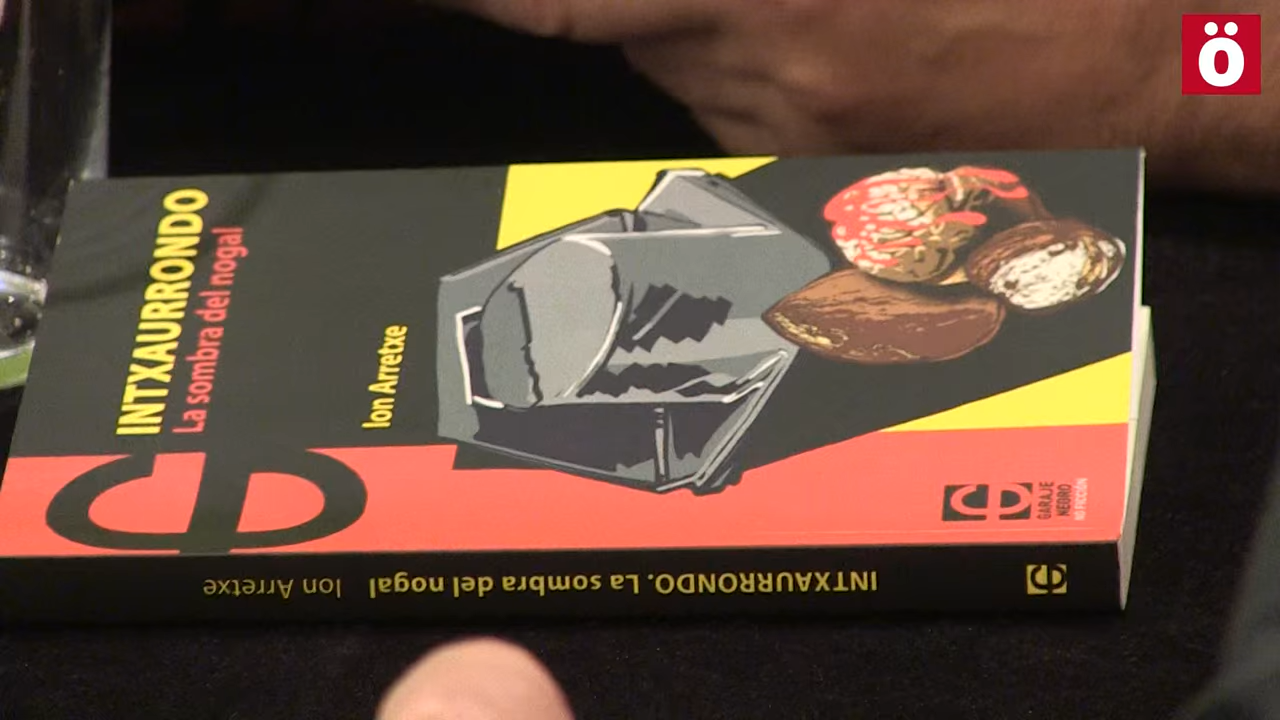 ö
INTXAURRONDO
La sombra del nogal
Ion Arretxe
GARAJE
NEGRO
NO FICCIÓN
INTXAURRONDO. La sombra del nogal Ion Arretxe